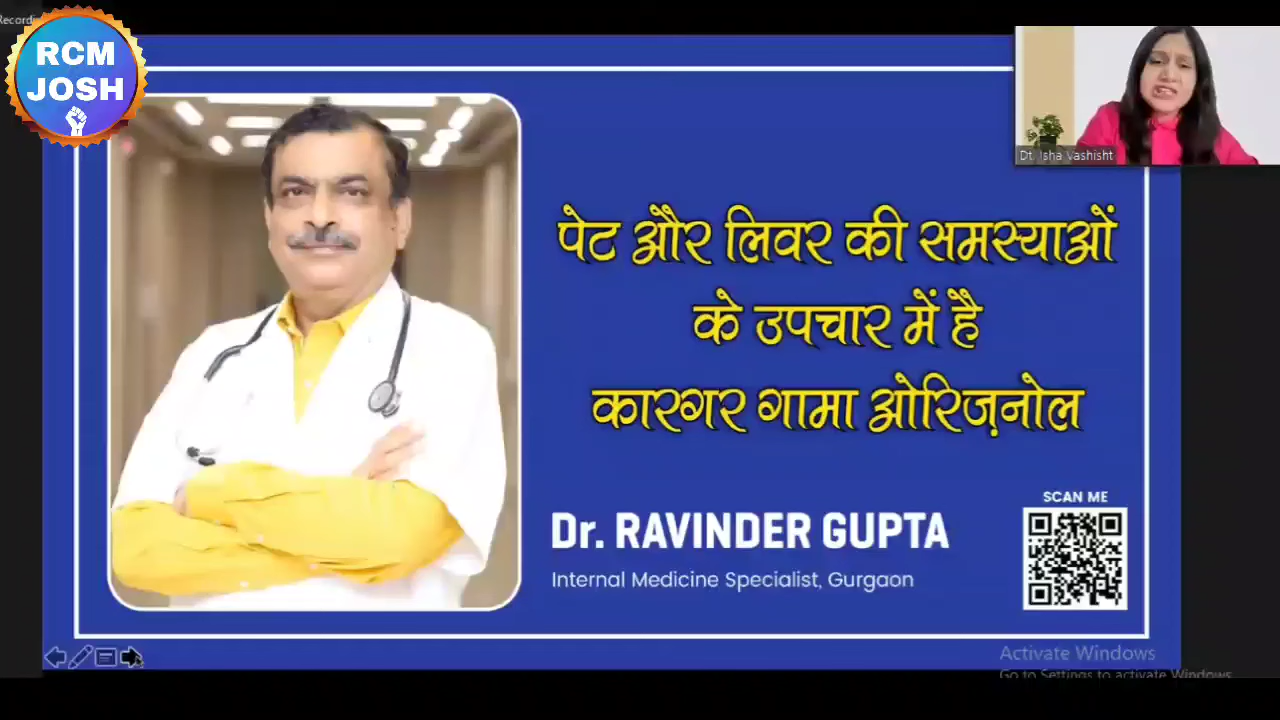 Recordi
RCM
JOSH
Dt. Isha Vashisht
पेट और लिवर की समस्याओं
के उपचार में है
कारगर गामा ओरिज़नोल
SCAN ME
Dr. RAVINDER GUPTA
Internal Medicine Specialist, Gurgaon
Activate Windows
Go to Settings to activate Windows.